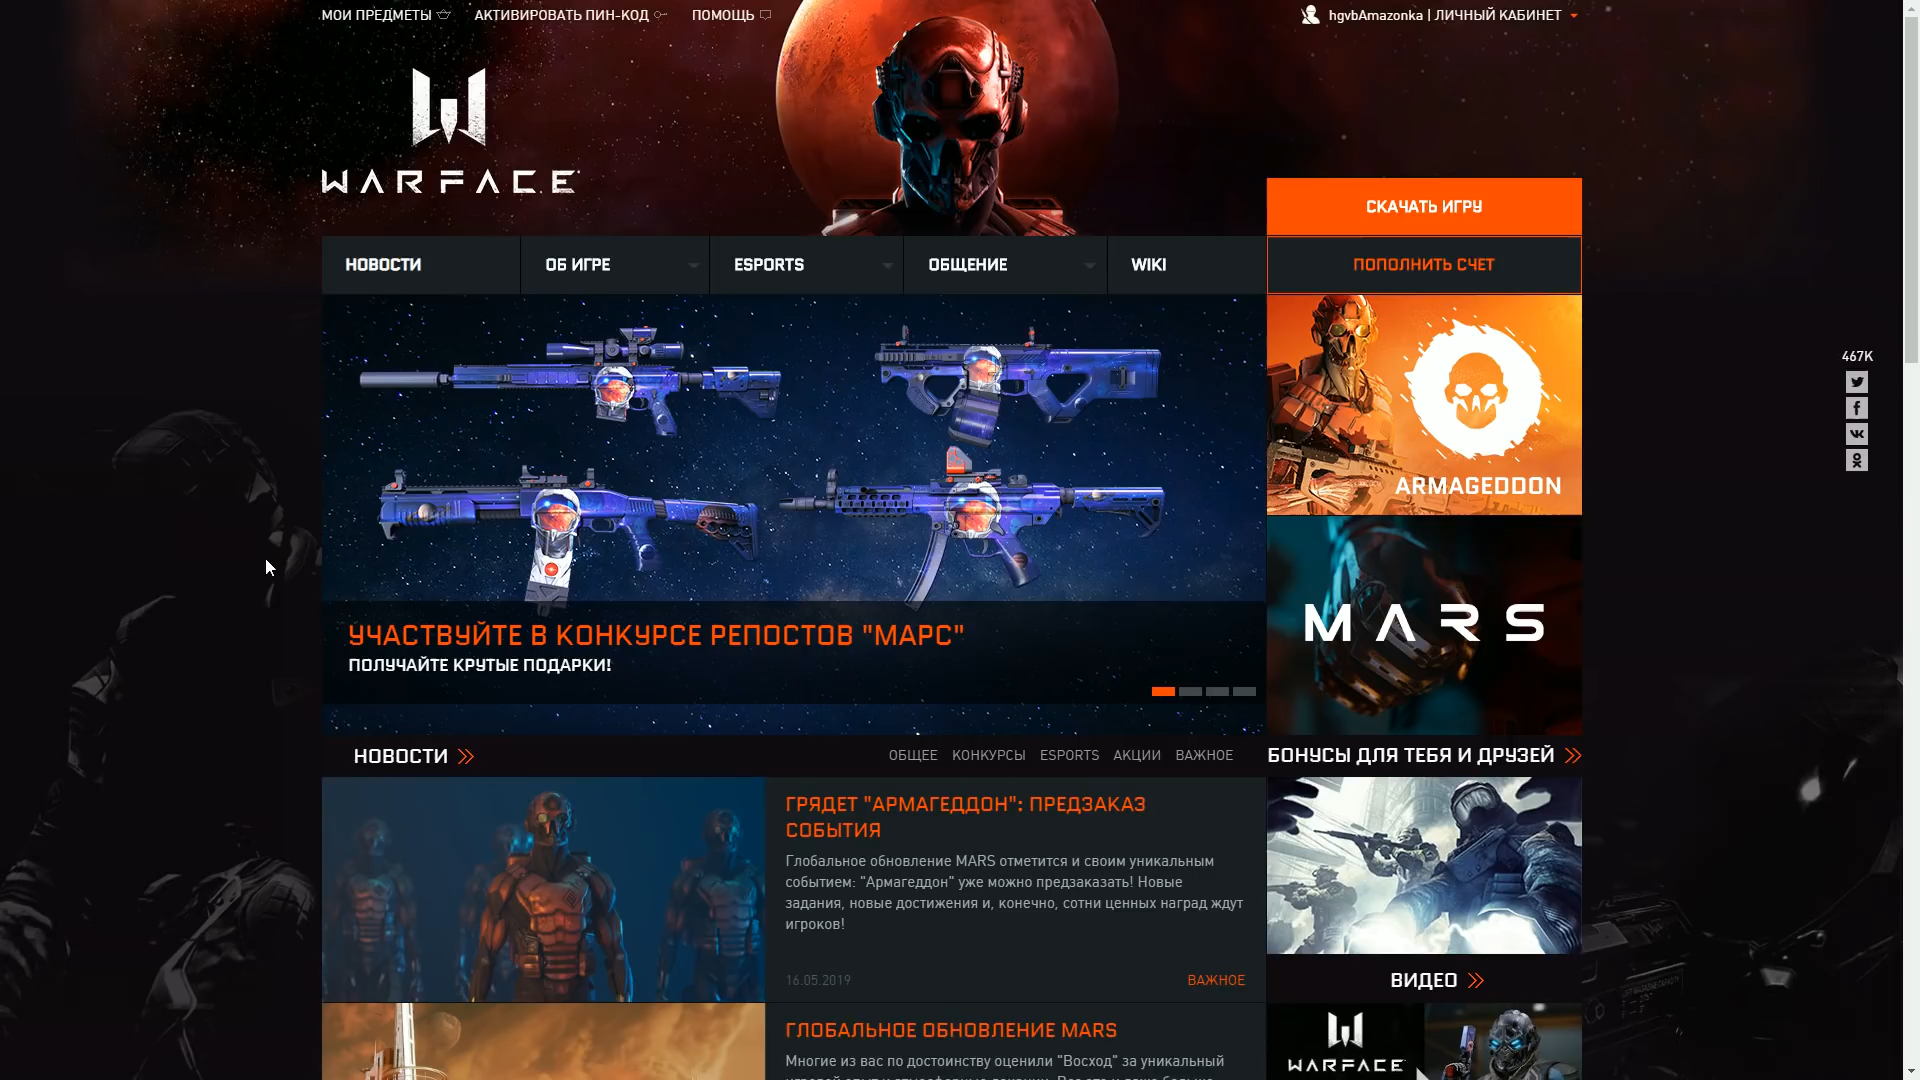 МОИ ПРЕДМЕТЫ АКТИВИРОВАТЬ ПИН-КОД ПОМОЩЬ
hgvbAmazonka | ЛИЧНЫЙ КАБИНЕТ
WARFACE
СКАЧАТЬ ИГРУ
НОВОСТИ ОБ ИГРЕ ESPORTS ОБЩЕНИЕ WIKI
ПОПОЛНИТЬ СЧЕТ
467K
ARMAGEDDON
MARS
УЧАСТВУЙТЕ В КОНКУРСЕ РЕПОСТОВ "МАРС"
ПОЛУЧАЙТЕ КРУТЫЕ ПОДАРКИ!
НОВОСТИ
ОБЩЕЕ КОНКУРСЫ ESPORTS АКЦИИ ВАЖНОЕ
БОНУСЫ ДЛЯ ТЕБЯ И ДРУЗЕЙ
ГРЯДЕТ "АРМАГЕДДОН": ПРЕДЗАКАЗ
СОБЫТИЯ
Глобальное обновление MARS отметится и своим уникальным
событием: "Армагеддон" уже можно предзаказать! Новые
задания, новые достижения и, конечно, сотни ценных наград ждут
игроков!
16.05.2019 ВАЖНОЕ
ВИДЕО
ГЛОБАЛЬНОЕ ОБНОВЛЕНИЕ MARS
Многие из вас по достоинству оценили "Восход" за уникальный
WARFACE